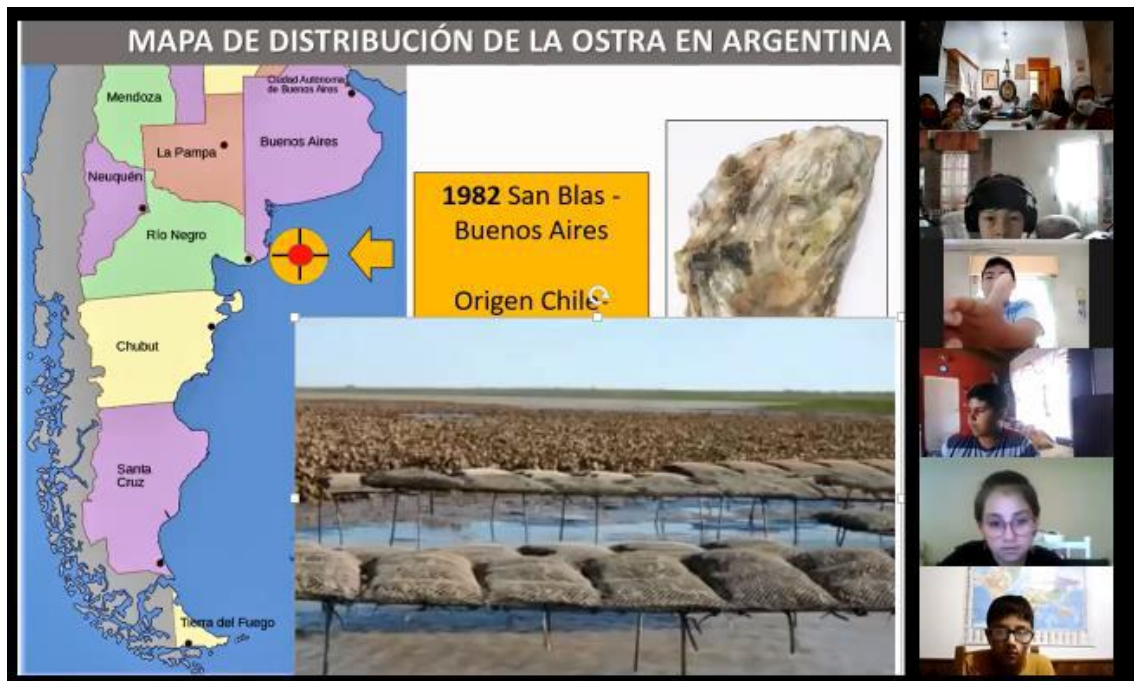 MAPA DE DISTRIBUCIÓN DE LA OSTRA EN ARGENTINA
Ciudad Autónoma
de Buenos Aires
Mendoza
Buenos Aires
La Pampa
Neuquén
Río Negro
Chubut
Santa
Cruz
Tierra del Fuego
1982 San Blas -
Buenos Aires
Origen Chile-